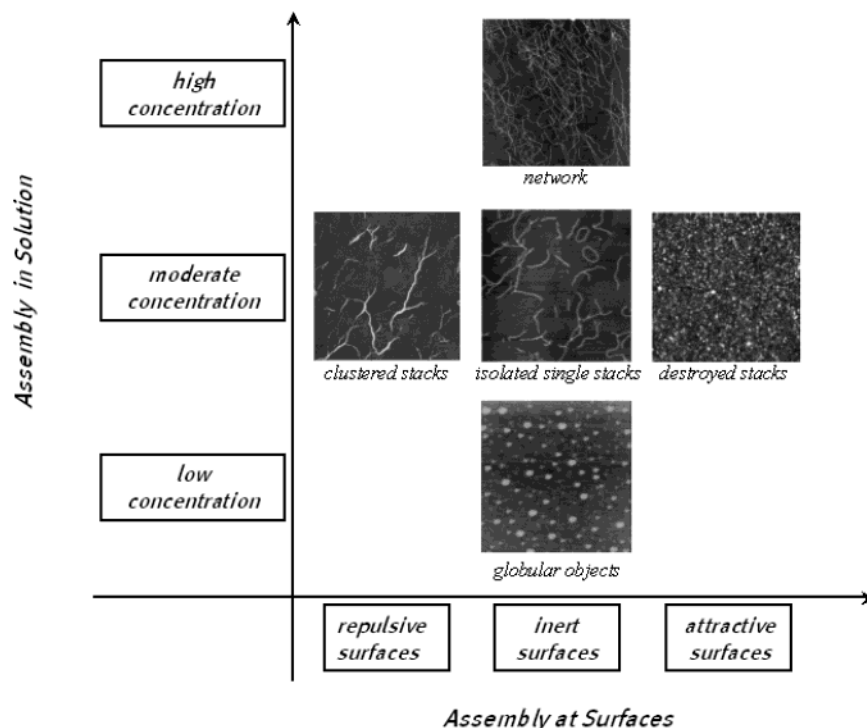 high
concentration
network
Assembly in Solution
moderate
concentration
clustered stacks
isolated single stacks
destroyed stacks
low
concentration
globular objects
repulsive
surfaces
inert
surfaces
attractive
surfaces
Assembly at Surfaces